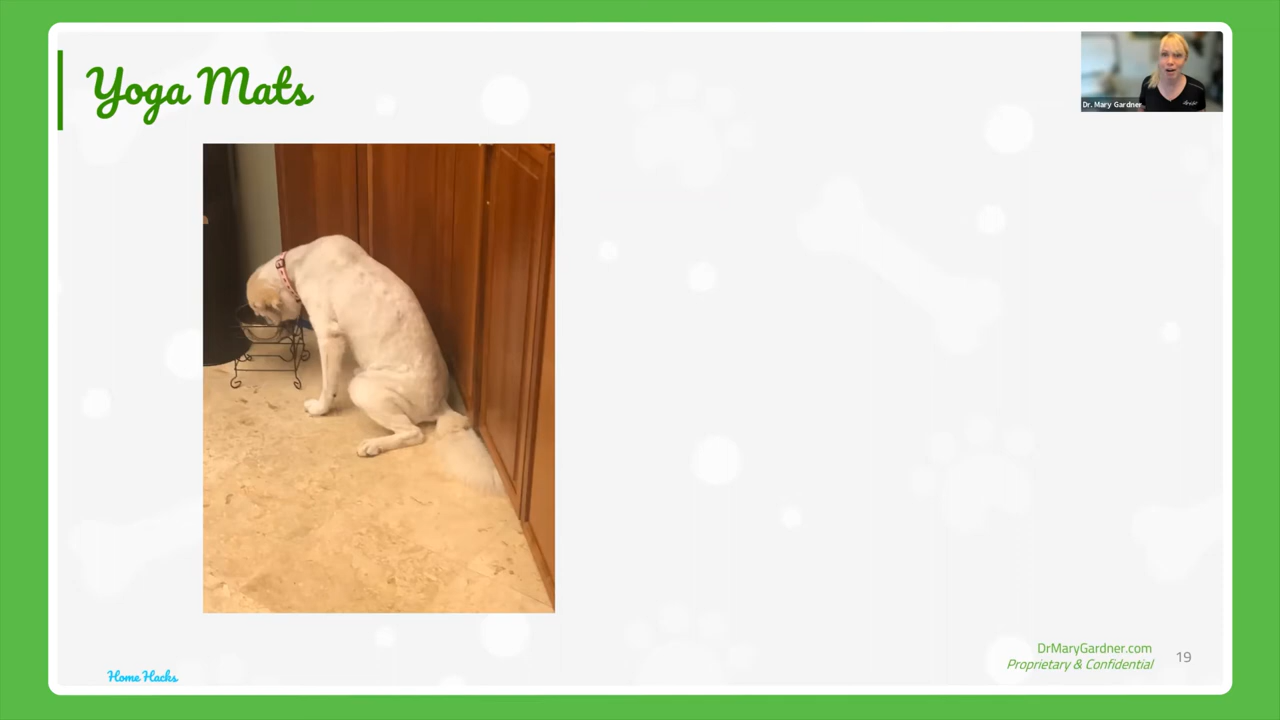 Yoga Mats
Dr. Mary Gardner
Home Hacks
DrMaryGardner.com
Proprietary & Confidential
19